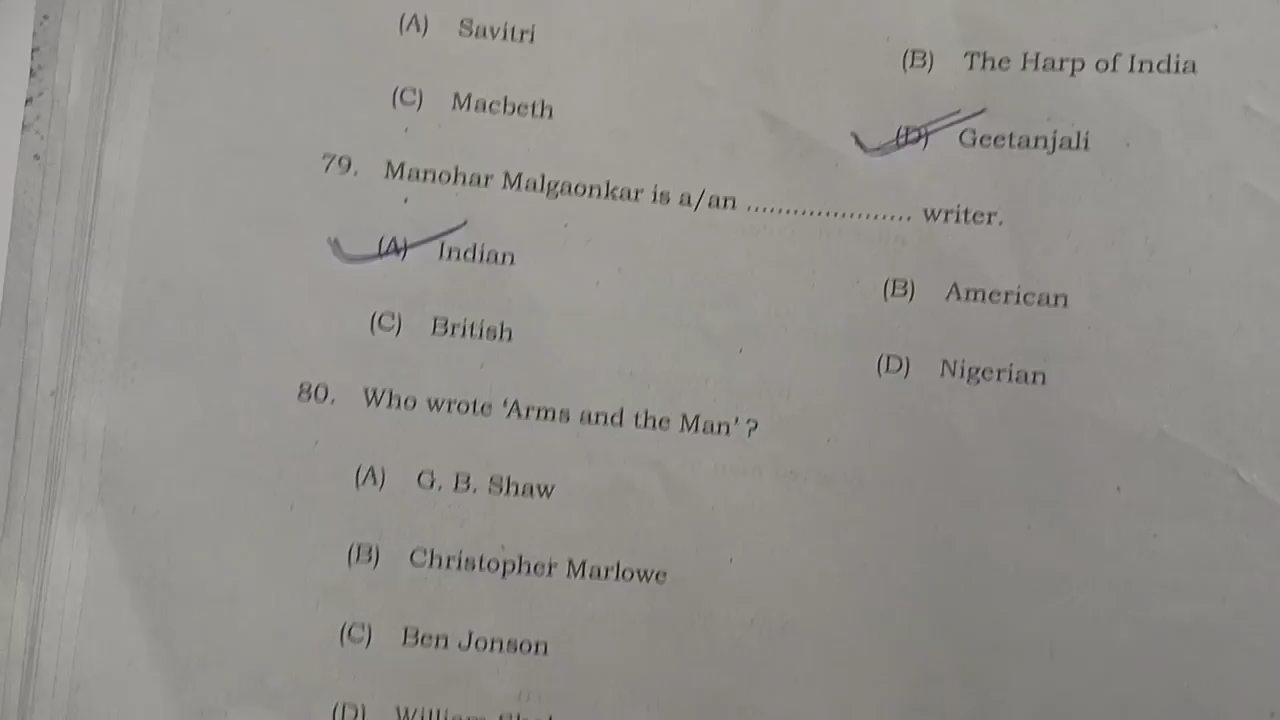 (A) Savitri
(B) The Harp of India
(C) Macbeth
(D) Geetanjali
79. Manohar Malgaonkar is a/an ...................... writer.
(A) Indian
(B) American
(C) British
(D) Nigerian
80. Who wrote ‘Arms and the Man’ ?
(A) G. B. Shaw
(B) Christopher Marlowe
(C) Ben Jonson
(D) William